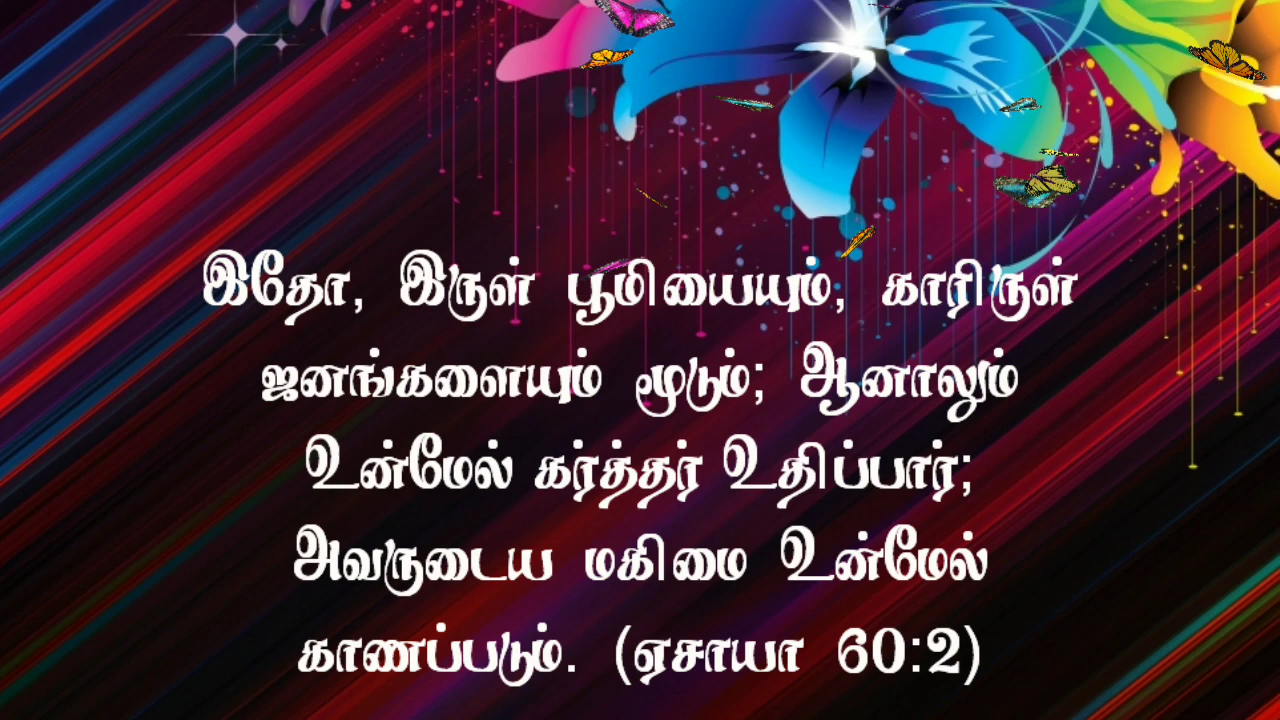 இதோ, இருள் பூமியையும், காரிருள்
ஜனங்களையும் மூடும்; ஆனாலும்
உன்மேல் கர்த்தர் உதிப்பார்;
அவருடைய மகிமை உன்மேல்
காணப்படும். (ஏசாயா 60:2)